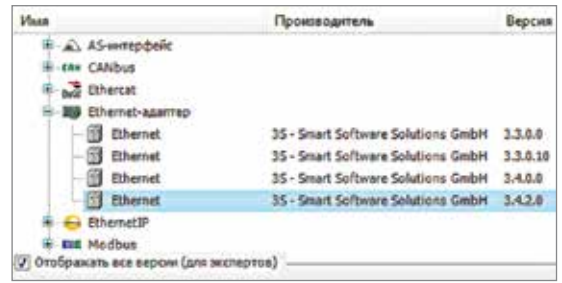 Имя Производитель Версия
AS-интерфейс
CAN CANbus
Ethercat
Ethernet-адаптер
Ethernet 3S - Smart Software Solutions GmbH 3.3.0.0
Ethernet 3S - Smart Software Solutions GmbH 3.3.0.10
Ethernet 3S - Smart Software Solutions GmbH 3.4.0.0
Ethernet 3S - Smart Software Solutions GmbH 3.4.2.0
EthernetIP
Modbus
Отображать все версии (для экспертов)